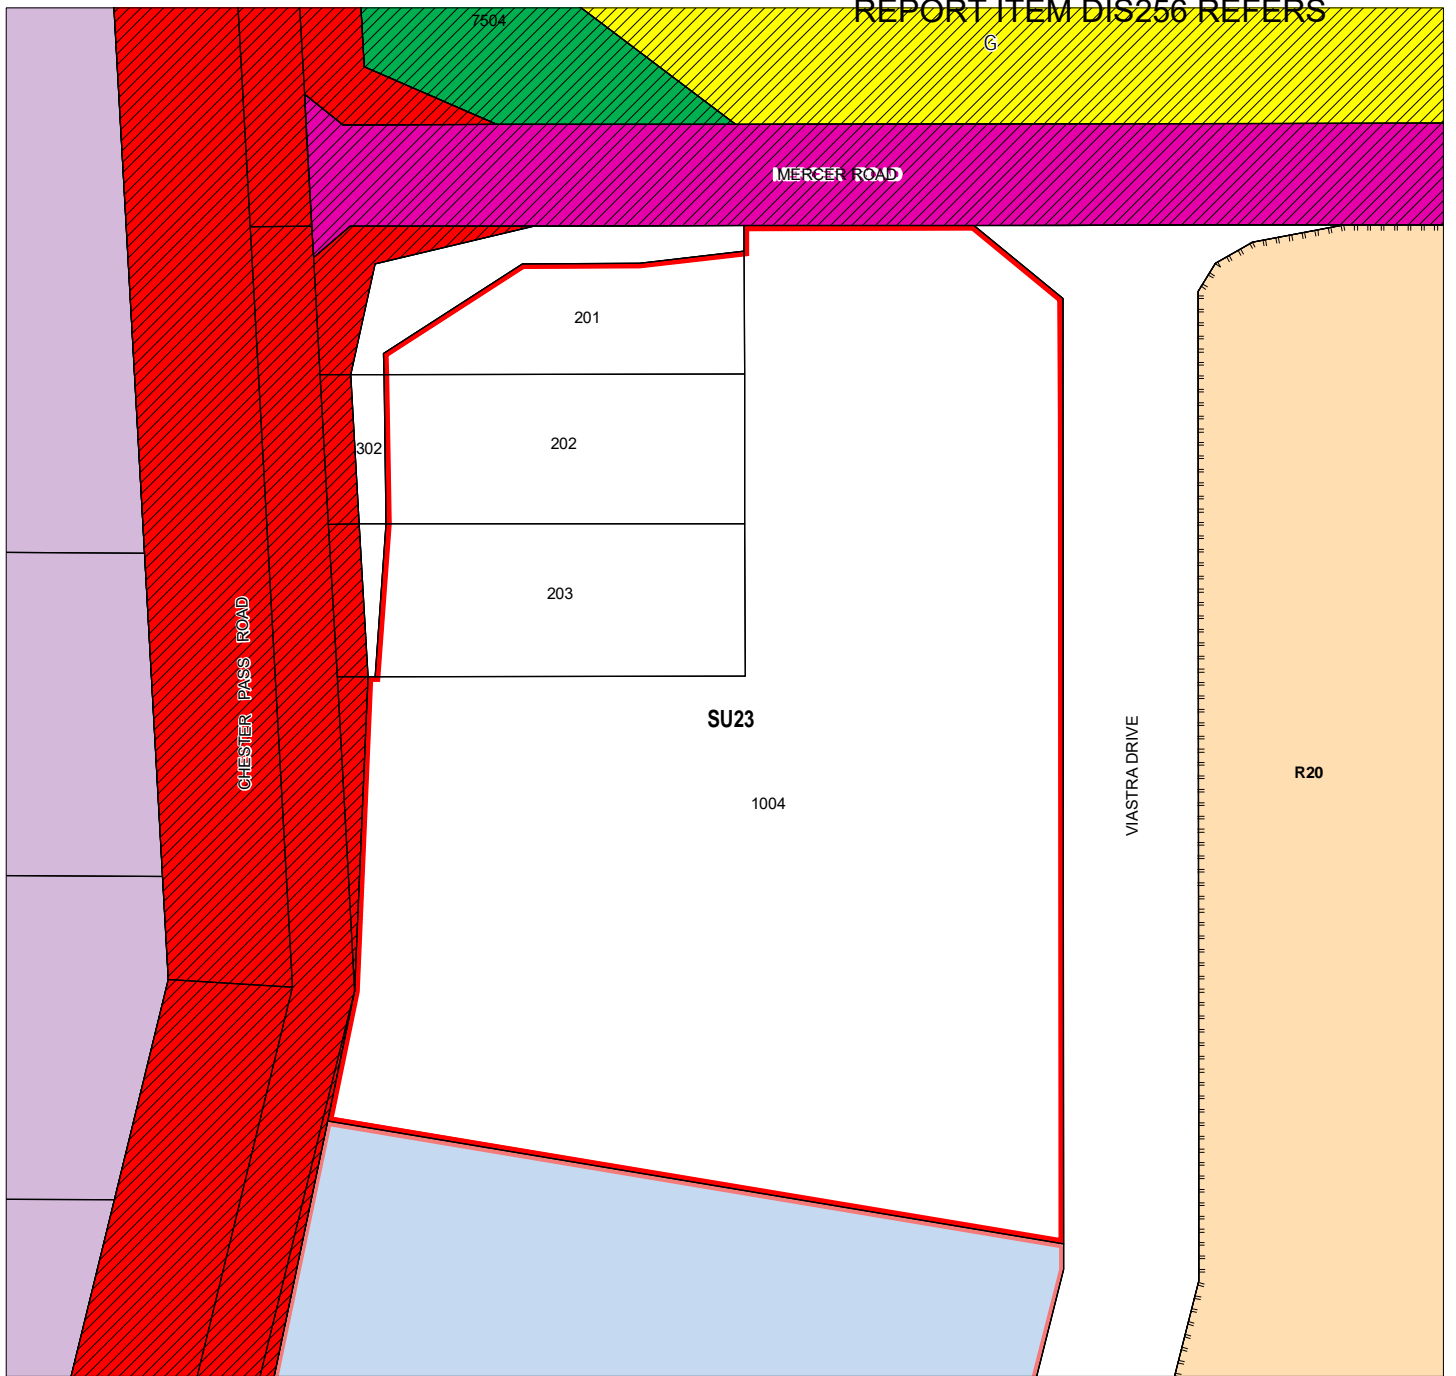 REPORT ITEM DIS256 REFERS
7504
G
MERCER ROAD
201
302
202
203
CHESTER PASS ROAD
SU23
1004
VIASTRA DRIVE
R20